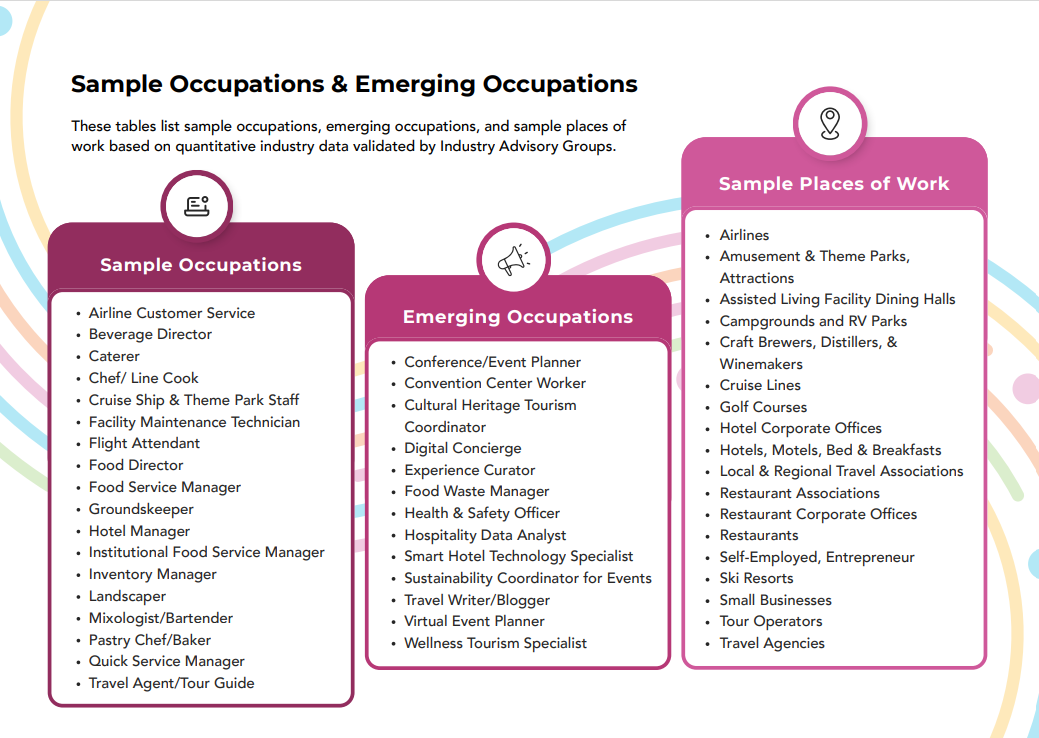 Sample Occupations & Emerging Occupations
These tables list sample occupations, emerging occupations, and sample places of
work based on quantitative industry data validated by Industry Advisory Groups.
Sample Occupations
• Airline Customer Service
• Beverage Director
• Caterer
• Chef/ Line Cook
• Cruise Ship & Theme Park Staff
• Facility Maintenance Technician
• Flight Attendant
• Food Director
• Food Service Manager
• Groundskeeper
• Hotel Manager
• Institutional Food Service Manager
• Inventory Manager
• Landscaper
• Mixologist/Bartender
• Pastry Chef/Baker
• Quick Service Manager
• Travel Agent/Tour Guide
Emerging Occupations
• Conference/Event Planner
• Convention Center Worker
• Cultural Heritage Tourism
Coordinator
• Digital Concierge
• Experience Curator
• Food Waste Manager
• Health & Safety Officer
• Hospitality Data Analyst
• Smart Hotel Technology Specialist
• Sustainability Coordinator for Events
• Travel Writer/Blogger
• Virtual Event Planner
• Wellness Tourism Specialist
Sample Places of Work
• Airlines
• Amusement & Theme Parks,
Attractions
• Assisted Living Facility Dining Halls
• Campgrounds and RV Parks
• Craft Brewers, Distillers, &
Winemakers
• Cruise Lines
• Golf Courses
• Hotel Corporate Offices
• Hotels, Motels, Bed & Breakfasts
• Local & Regional Travel Associations
• Restaurant Associations
• Restaurant Corporate Offices
• Restaurants
• Self-Employed, Entrepreneur
• Ski Resorts
• Small Businesses
• Tour Operators
• Travel Agencies